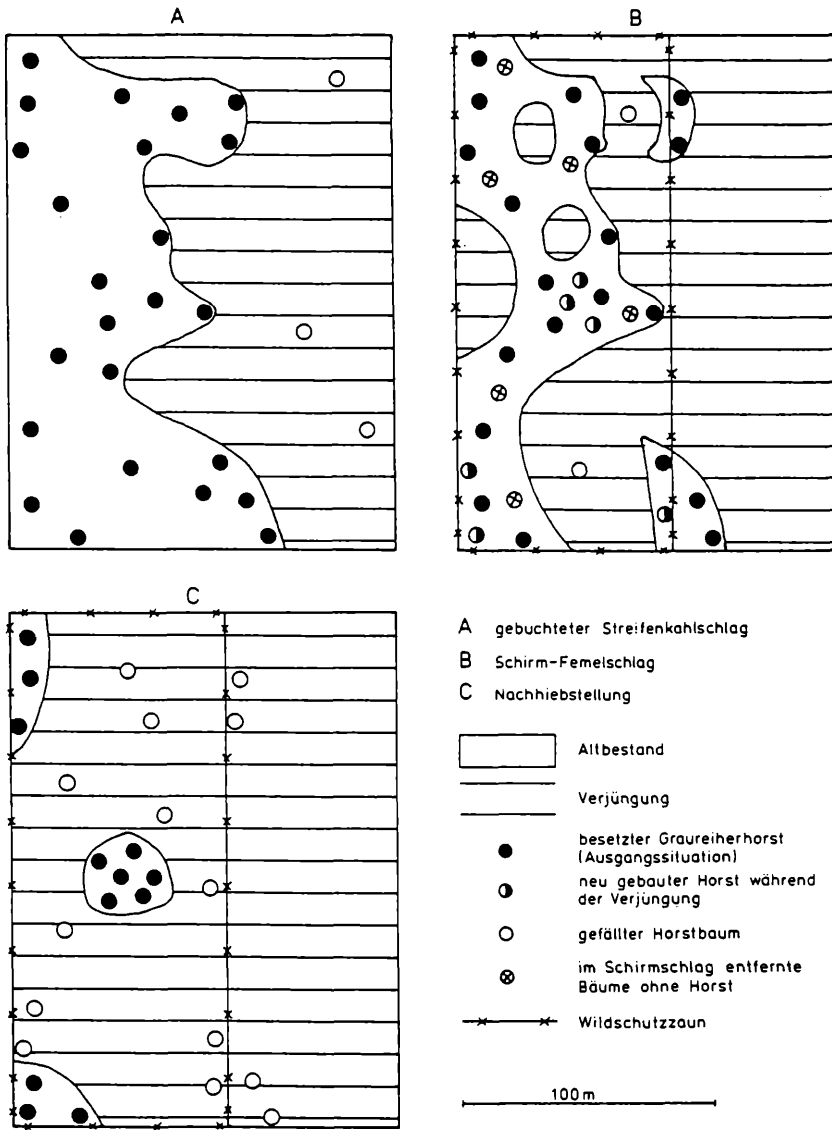 A
B
C
A gebuchteter Streifenkahlschlag
B Schirm-Femelschlag
C Nachhiebstellung
Altbestand
Verjüngung
besetzter Graureiherhorst
(Ausgangssituation)
neu gebauter Horst während
der Verjüngung
gefällter Horstbaum
im Schirmschlag entfernte
Bäume ohne Horst
Wildschutzzaun
100 m